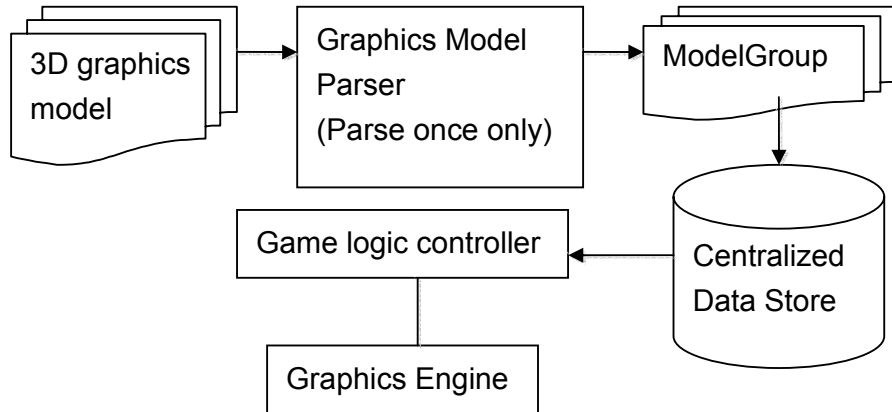 3D graphics
model
Graphics Model
Parser
(Parse once only)
ModelGroup
Centralized
Data Store
Game logic controller
Graphics Engine